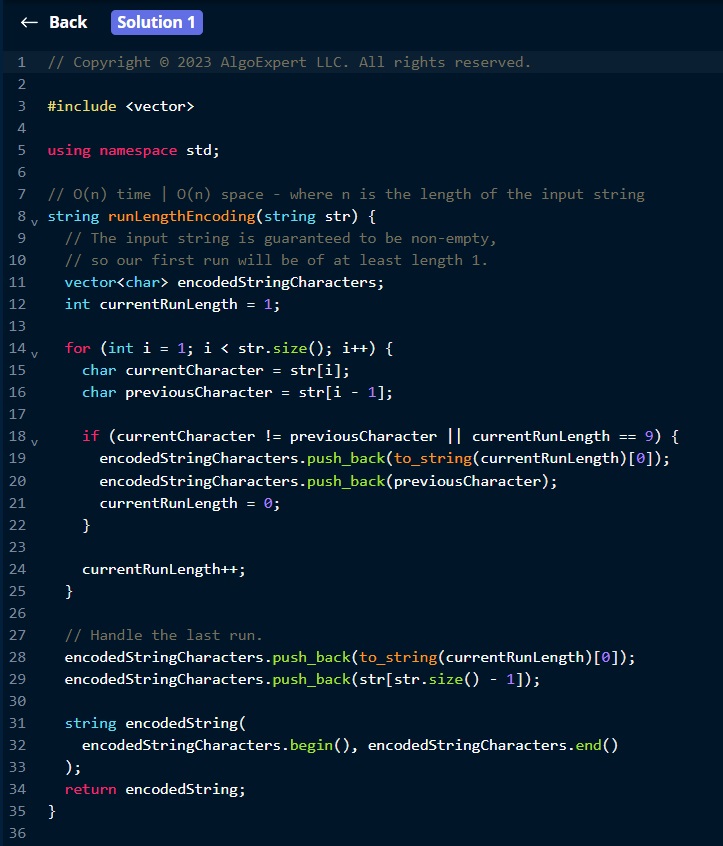 ← Back Solution 1
1 // Copyright © 2023 AlgoExpert LLC. All rights reserved.
2
3 #include <vector>
4
5 using namespace std;
6
7 // O(n) time | O(n) space - where n is the length of the input string
8 string runLengthEncoding(string str) {
9 // The input string is guaranteed to be non-empty,
10 // so our first run will be of at least length 1.
11 vector<char> encodedStringCharacters;
12 int currentRunLength = 1;
13
14 for (int i = 1; i < str.size(); i++) {
15 char currentCharacter = str[i];
16 char previousCharacter = str[i - 1];
17
18 if (currentCharacter != previousCharacter || currentRunLength == 9) {
19 encodedStringCharacters.push_back(to_string(currentRunLength)[0]);
20 encodedStringCharacters.push_back(previousCharacter);
21 currentRunLength = 0;
22 }
23
24 currentRunLength++;
25 }
26
27 // Handle the last run.
28 encodedStringCharacters.push_back(to_string(currentRunLength)[0]);
29 encodedStringCharacters.push_back(str[str.size() - 1]);
30
31 string encodedString(
32 encodedStringCharacters.begin(), encodedStringCharacters.end()
33 );
34 return encodedString;
35 }
36